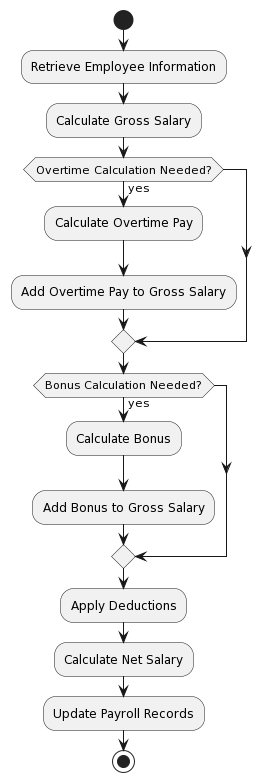 Retrieve Employee Information
Calculate Gross Salary
Overtime Calculation Needed?
yes
Calculate Overtime Pay
Add Overtime Pay to Gross Salary
Bonus Calculation Needed?
yes
Calculate Bonus
Add Bonus to Gross Salary
Apply Deductions
Calculate Net Salary
Update Payroll Records